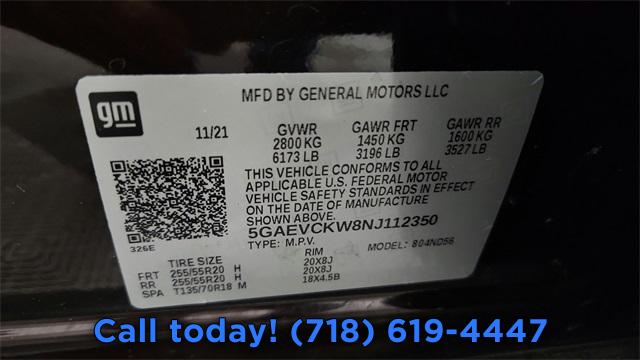 gm
MFD BY GENERAL MOTORS LLC
11/21 GVWR GAWR FRT GAWR RR
2800 KG 1450 KG 1600 KG
6173 LB 3196 LB 3527 LB
THIS VEHICLE CONFORMS TO ALL
APPLICABLE U.S. FEDERAL MOTOR
VEHICLE SAFETY STANDARDS IN EFFECT
ON THE DATE OF MANUFACTURE
SHOWN ABOVE.
5GAEVCKW8NJ112350
326E TYPE: M.P.V. MODEL: 804ND56
TIRE SIZE RIM
FRT 255/55R20 H 20X8J
RR 255/55R20 H 20X8J
SPA T135/70R18 M 18X4.5B
Call today! (718) 619-4447